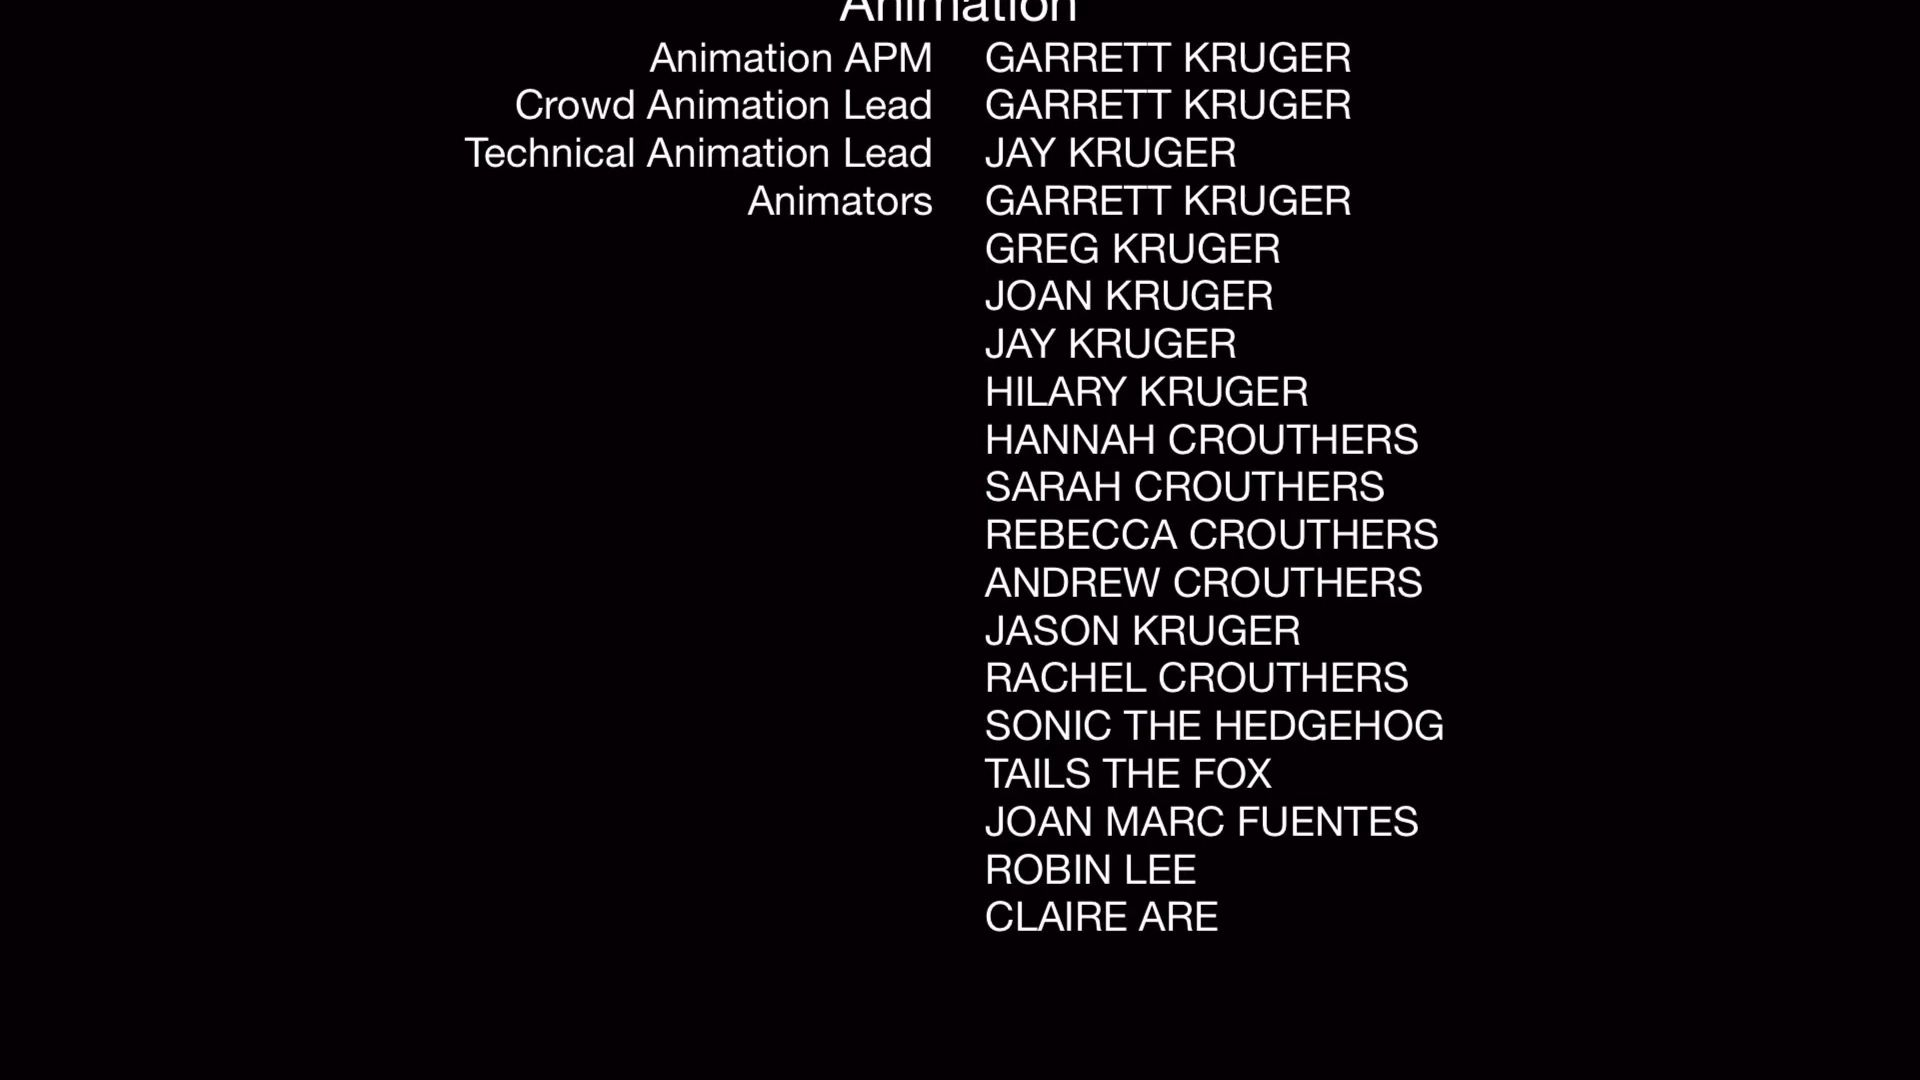 Animation
Animation APM GARRETT KRUGER
Crowd Animation Lead GARRETT KRUGER
Technical Animation Lead JAY KRUGER
Animators GARRETT KRUGER
GREG KRUGER
JOAN KRUGER
JAY KRUGER
HILARY KRUGER
HANNAH CROUTHERS
SARAH CROUTHERS
REBECCA CROUTHERS
ANDREW CROUTHERS
JASON KRUGER
RACHEL CROUTHERS
SONIC THE HEDGEHOG
TAILS THE FOX
JOAN MARC FUENTES
ROBIN LEE
CLAIRE ARE